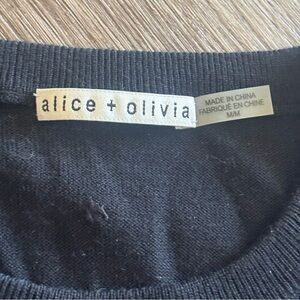 alice + olivia
MADE IN CHINA
FABRIQUÉ EN CHINE
M/M